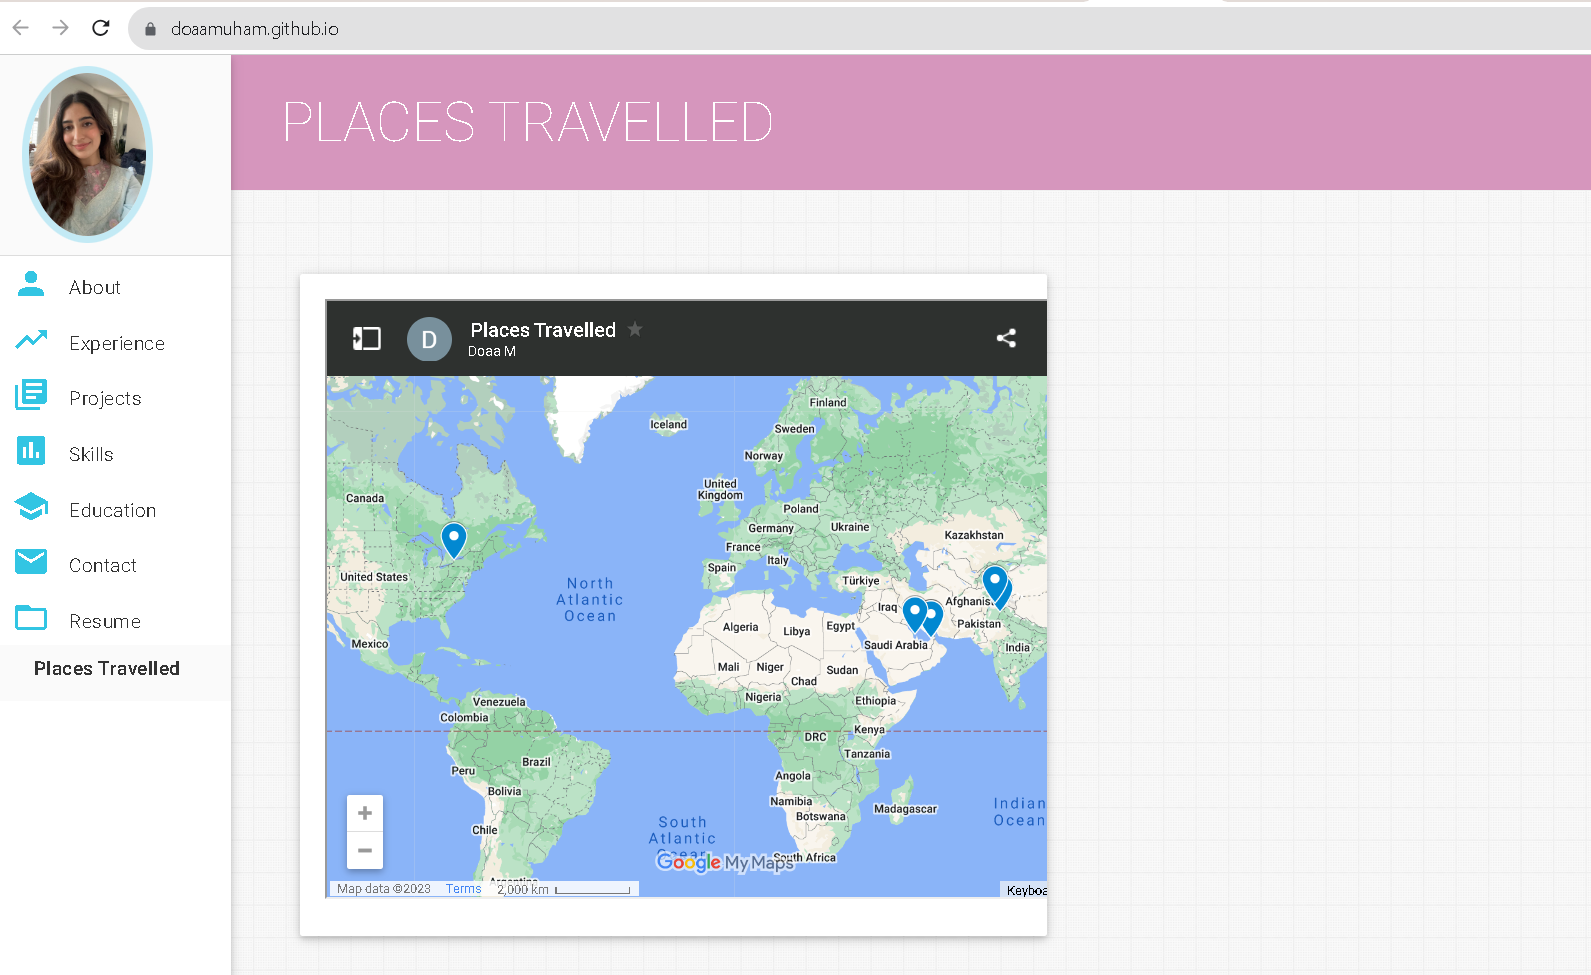 doaamuham.github.io
PLACES TRAVELLED
About
Experience
Projects
Skills
Education
Contact
Resume
Places Travelled
D
Places Travelled
Doaa M
Finland
Iceland
Sweden
Norway
United
Kingdom
Canada
Poland
Germany
Ukraine
Kazakhstan
France
Italy
Spain
United States
Türkiye
North
Atlantic
Ocean
Iraq
Afghanis
Pakistan
Algeria
Libya
Egypt
Mexico
Saudi Arabia
India
Mali
Niger
Sudan
Chad
Nigeria
Ethiopia
Venezuela
Colombia
Kenya
DRC
Tanzania
Brazil
Peru
Angola
Bolivia
Namibia
Botswana
Madagascar
Indian
Ocean
Chile
South
Atlantic
Ocean
South Africa
Google My Maps
Argentina
+
−
Map data ©2023
Terms
2,000 km
Keyboa